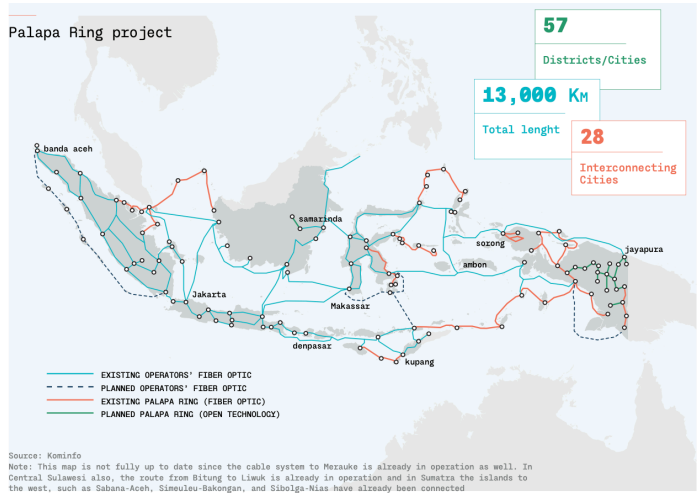 Palapa Ring project
57
Districts/Cities
13,000 Km
Total lenght
28
Interconnecting
Cities
banda aceh
samarinda
sorong
jayapura
ambon
Jakarta
Makassar
denpasar
kupang
EXISTING OPERATORS' FIBER OPTIC
PLANNED OPERATORS' FIBER OPTIC
EXISTING PALAPA RING (FIBER OPTIC)
PLANNED PALAPA RING (OPEN TECHNOLOGY)
Source: Kominfo
Note: This map is not fully up to date since the cable system to Merauke is already in operation as well. In
Central Sulawesi also, the route from Bitung to Liwuk is already in operation and in Sumatra the islands to
the west, such as Sabana-Aceh, Simeuleu-Bakongan, and Sibolga-Nias have already been connected